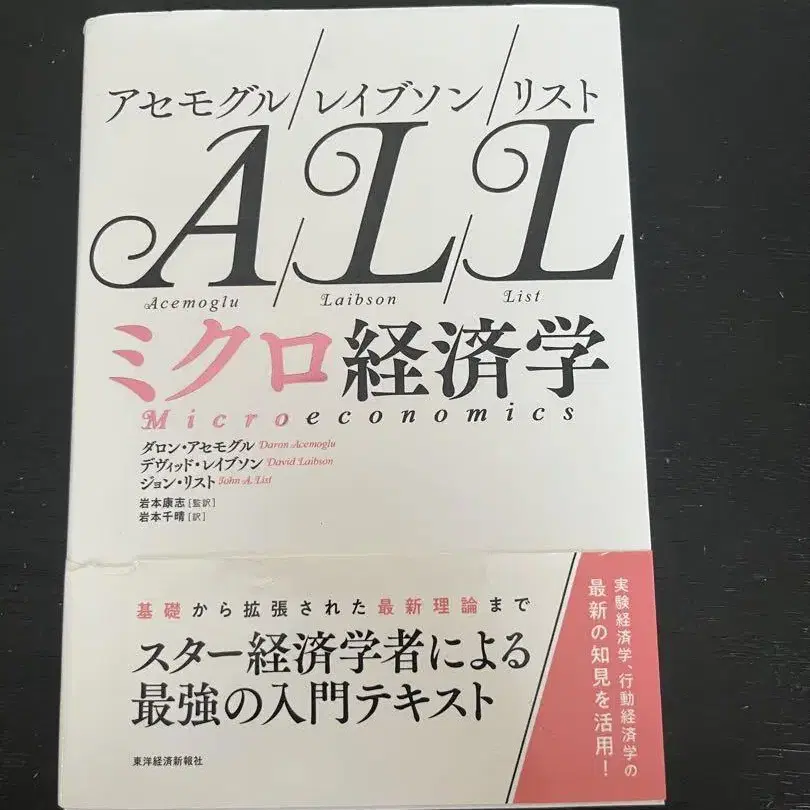 アセモグル/レイブソン/リスト
A/L/L
Acemoglu Laibson List
ミクロ経済学
Microeconomics
ダロン・アセモグル Daron Acemoglu
デヴィッド・レイブソン David Laibson
ジョン・リスト John A. List
岩本康志[監訳]
岩本千晴[訳]
基礎から拡張された最新理論まで
スター経済学者による
最強の入門テキスト
実験経済学、行動経済学の
最新の知見を活用!
東洋経済新報社